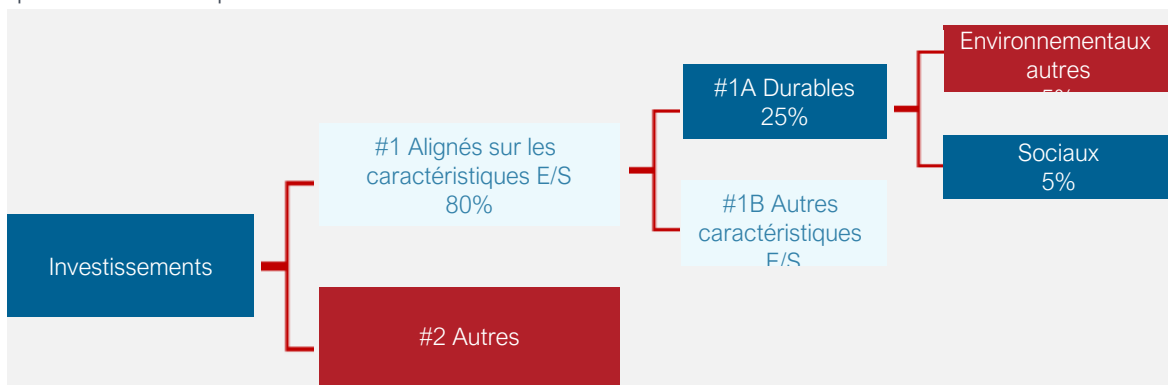 Environnementaux
autres
#1A Durables
25%
#1 Alignés sur les
caractéristiques E/S
80%
Sociaux
5%
#1B Autres
caractéristiques
E/S
Investissements
#2 Autres